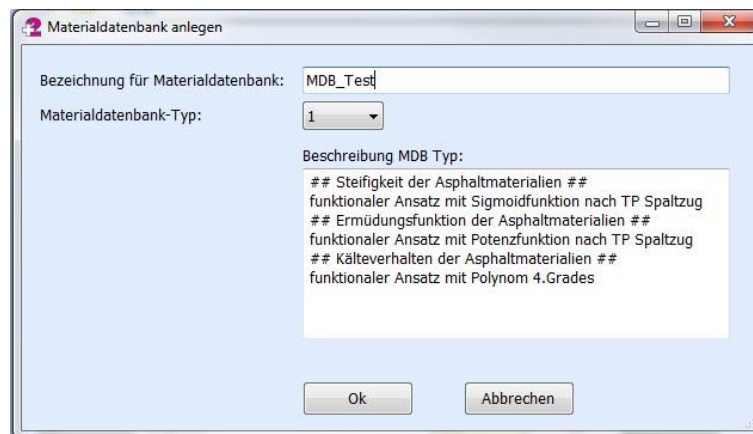 Materialdatenbank anlegen
Bezeichnung für Materialdatenbank: MDB_Test
Materialdatenbank-Typ: 1
Beschreibung MDB Typ:
## Steifigkeit der Asphaltmaterialien ##
funktionaler Ansatz mit Sigmoidfunktion nach TP Spaltzug
## Ermüdungsfunktion der Asphaltmaterialien ##
funktionaler Ansatz mit Potenzfunktion nach TP Spaltzug
## Kälteverhalten der Asphaltmaterialien ##
funktionaler Ansatz mit Polynom 4.Grades
Ok Abbrechen